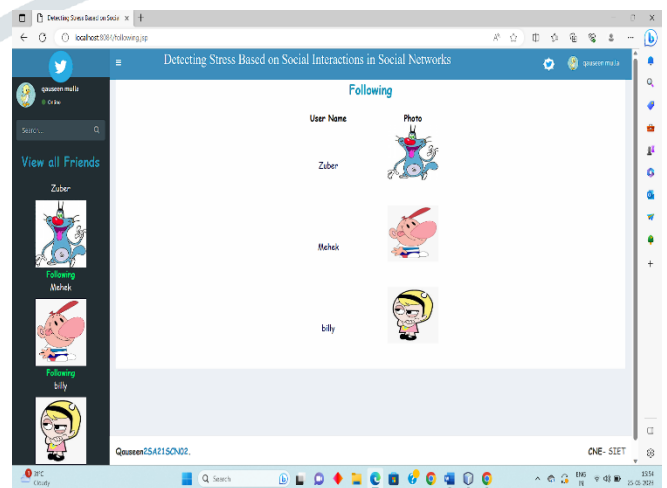 Detecting Stress Based on Socia
localhost:8084/following.jsp
Detecting Stress Based on Social Interactions in Social Networks
qauseen mulla
qauseen mulla
Online
Search...
View all Friends
Zuber
Following
Mehek
Following
billy
Following
User Name Photo
Zuber
Mehek
billy
Qauseen2SA21SCN02.
CNE- SIET
Cloudy
Search
ENG
IN